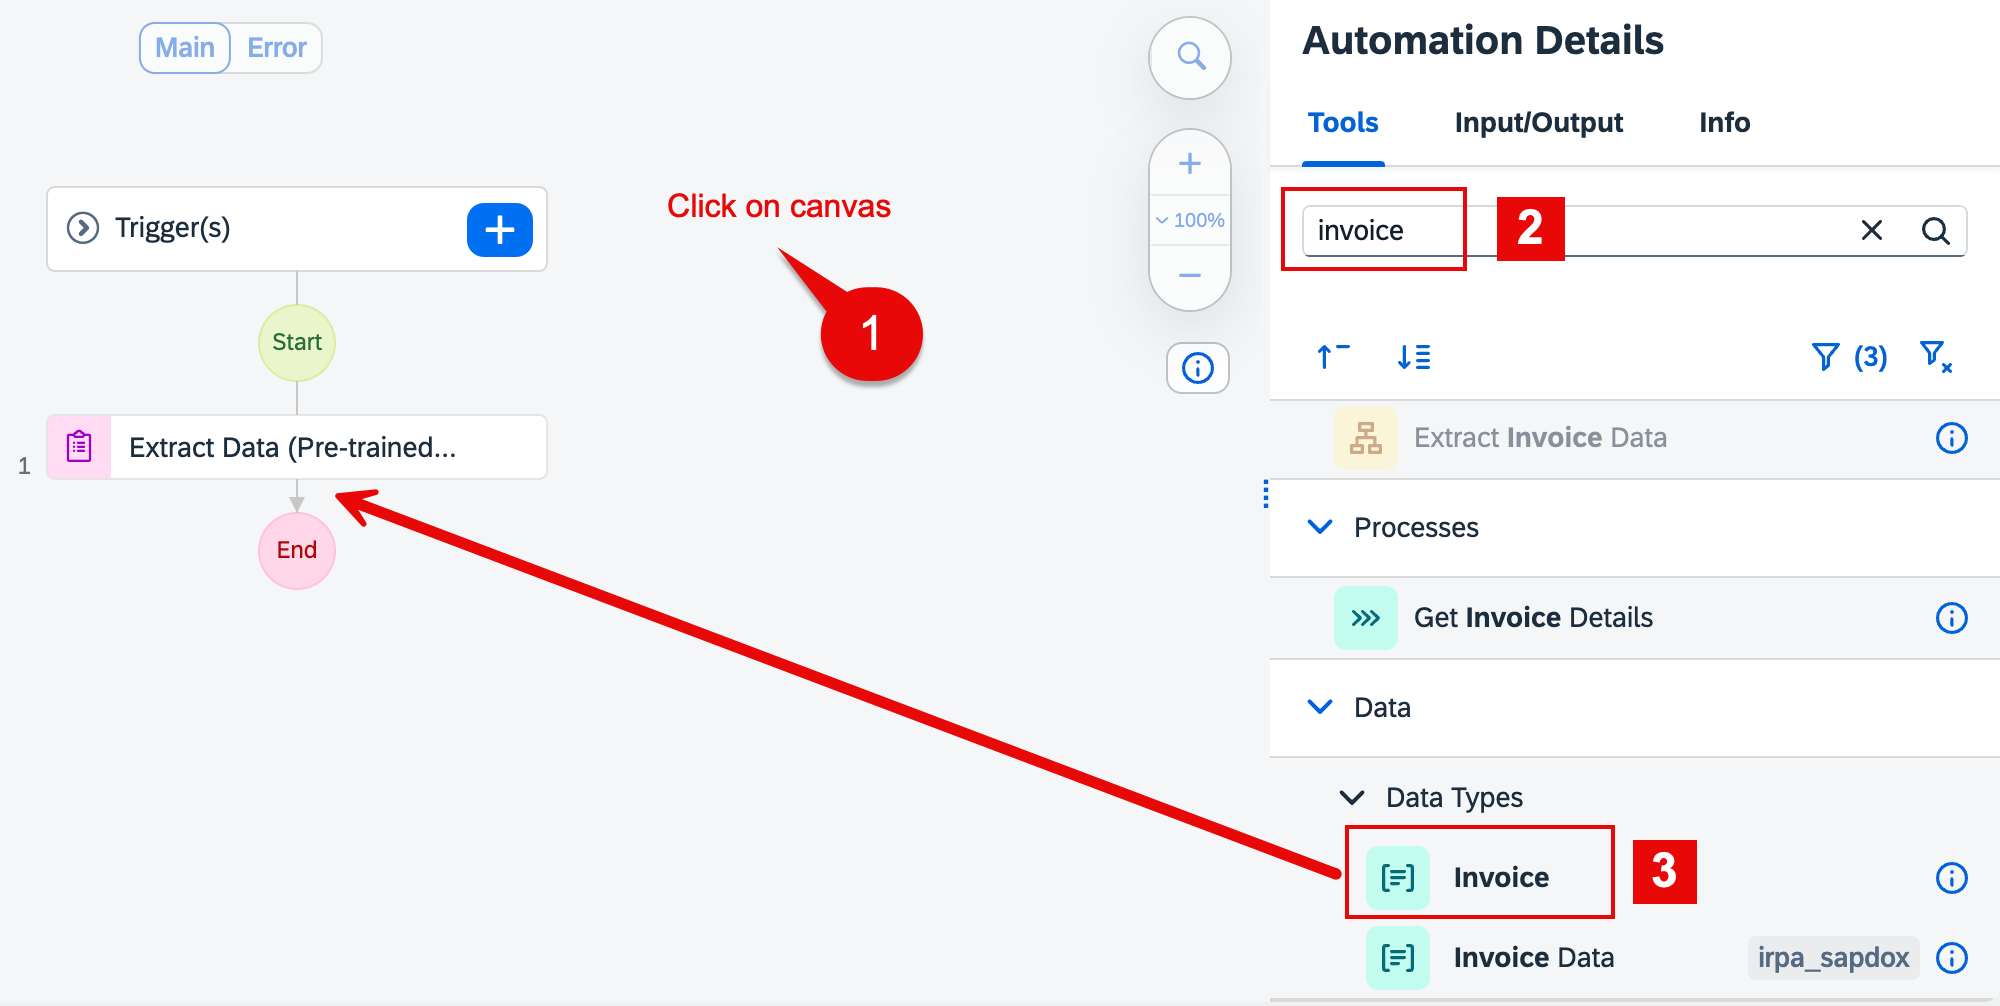 Main
Error
Trigger(s)
Start
1
Extract Data (Pre-trained...
End
Click on canvas
1
100%
Automation Details
Tools
Input/Output
Info
invoice
2
(3)
Extract Invoice Data
Processes
Get Invoice Details
Data
Data Types
Invoice
3
Invoice Data
irpa_sapdox